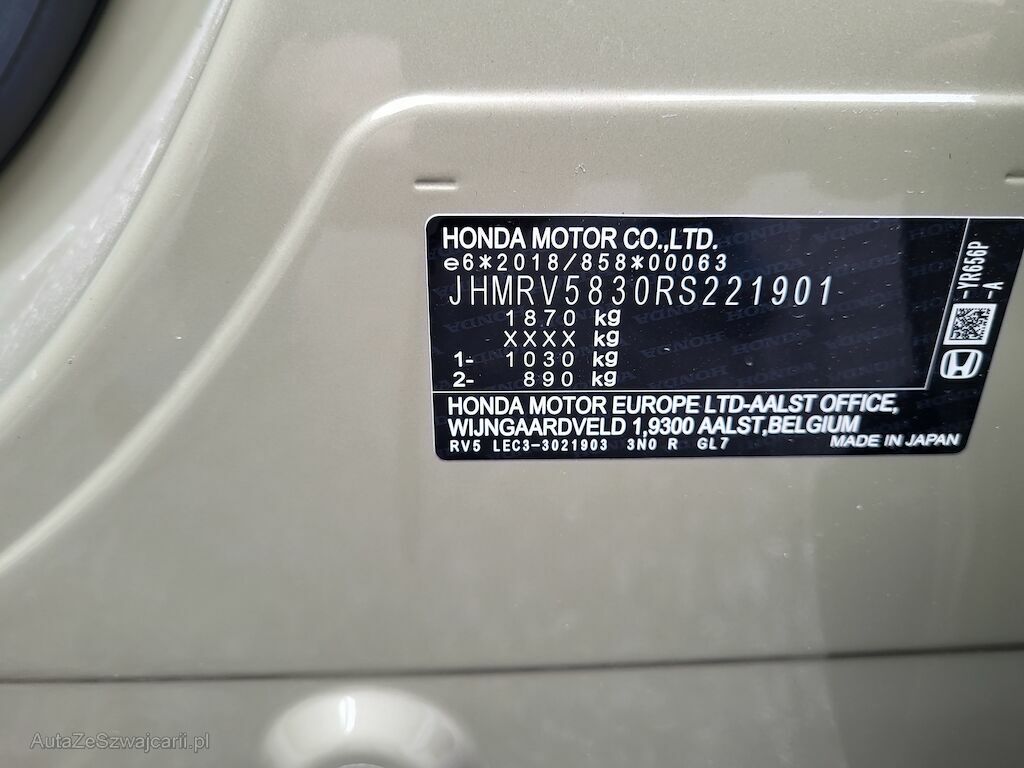 HONDA MOTOR CO.,LTD.
e6*2018/858*00063
JHMRV5830RS221901
1870 kg
XXXX kg
1- 1030 kg
2- 890 kg
HONDA MOTOR EUROPE LTD-AALST OFFICE,
WIJNGAARDVELD 1,9300 AALST,BELGIUM
RV5 LEC3-3021903 3N0 R GL7
MADE IN JAPAN
-YR656P
-A
AutaZeSzwajcarii.pl